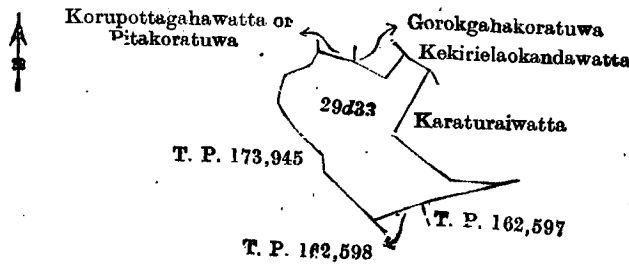 Korupottagahawatta or
Pitakoratuwa
Gorokgahakoratuwa
Kekirielaokandawatta
29d33
Karaturaiwatta
T. P. 173,945
T. P. 162,597
T. P. 162,598